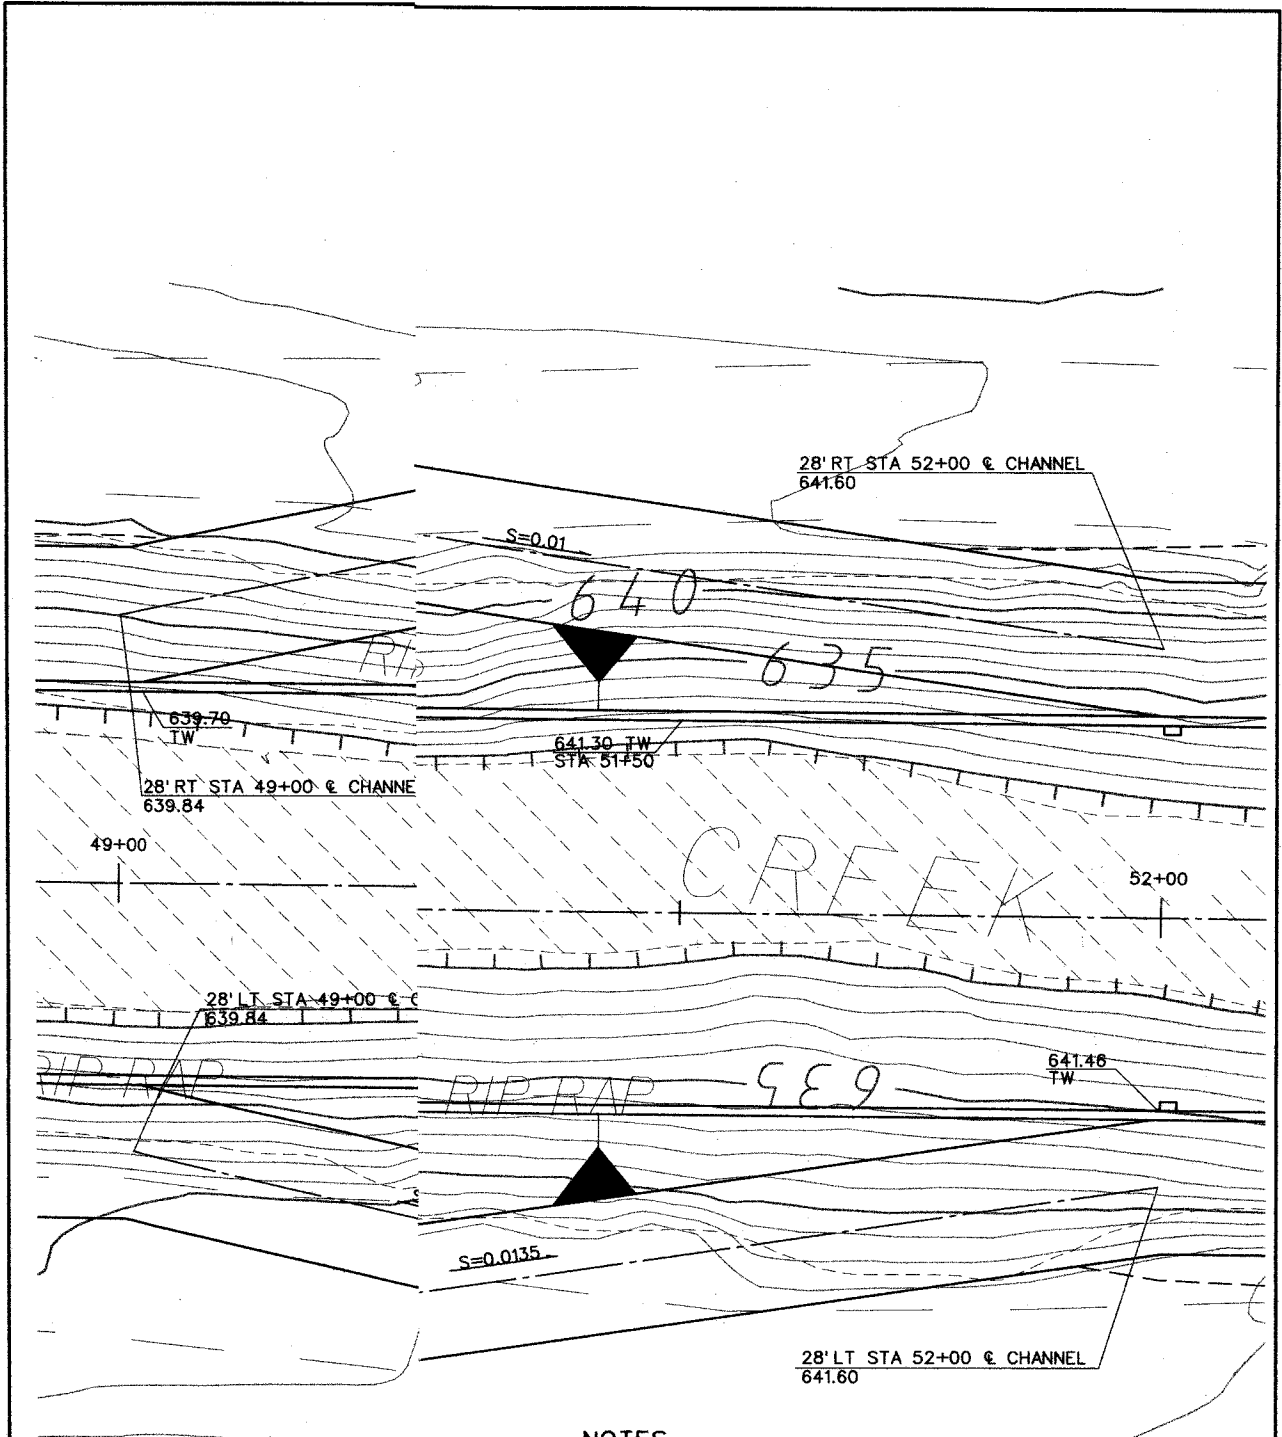 28' RT STA 52+00 ℄ CHANNEL
641.60
S=0.01
640
RIP
635
639.70
TW
641.30 TW
STA 51+50
28' RT STA 49+00 ℄ CHANNE
639.84
49+00
CREEK
52+00
28' LT STA 49+00 ℄ C
639.84
RIP-RAP
RIP-RAP
635
641.46
TW
S=0.0135
28' LT STA 52+00 ℄ CHANNEL
641.60
NOTES